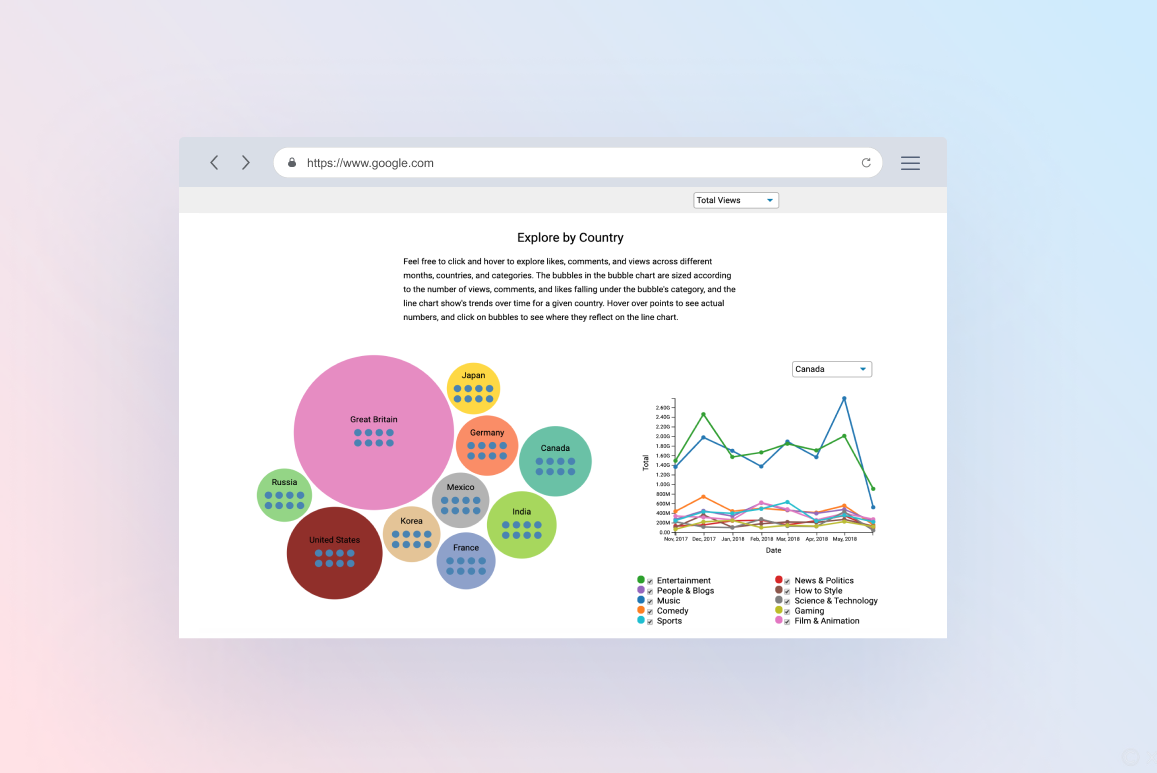 https://www.google.com
Total Views
Explore by Country
Feel free to click and hover to explore likes, comments, and views across different
months, countries, and categories. The bubbles in the bubble chart are sized according
to the number of views, comments, and likes falling under the bubble's category, and the
line chart show's trends over time for a given country. Hover over points to see actual
numbers, and click on bubbles to see where they reflect on the line chart.
Great Britain
Japan
Germany
Canada
Russia
Mexico
India
Korea
United States
France
Canada
2.60G
2.40G
2.20G
2.00G
1.80G
1.60G
1.40G
1.20G
1.00G
800M
600M
400M
200M
0.00
Total
Nov, 2017 Dec, 2017 Jan, 2018 Feb, 2018 Mar, 2018 Apr, 2018 May, 2018
Date
Entertainment
People & Blogs
Music
Comedy
Sports
News & Politics
How to Style
Science & Technology
Gaming
Film & Animation